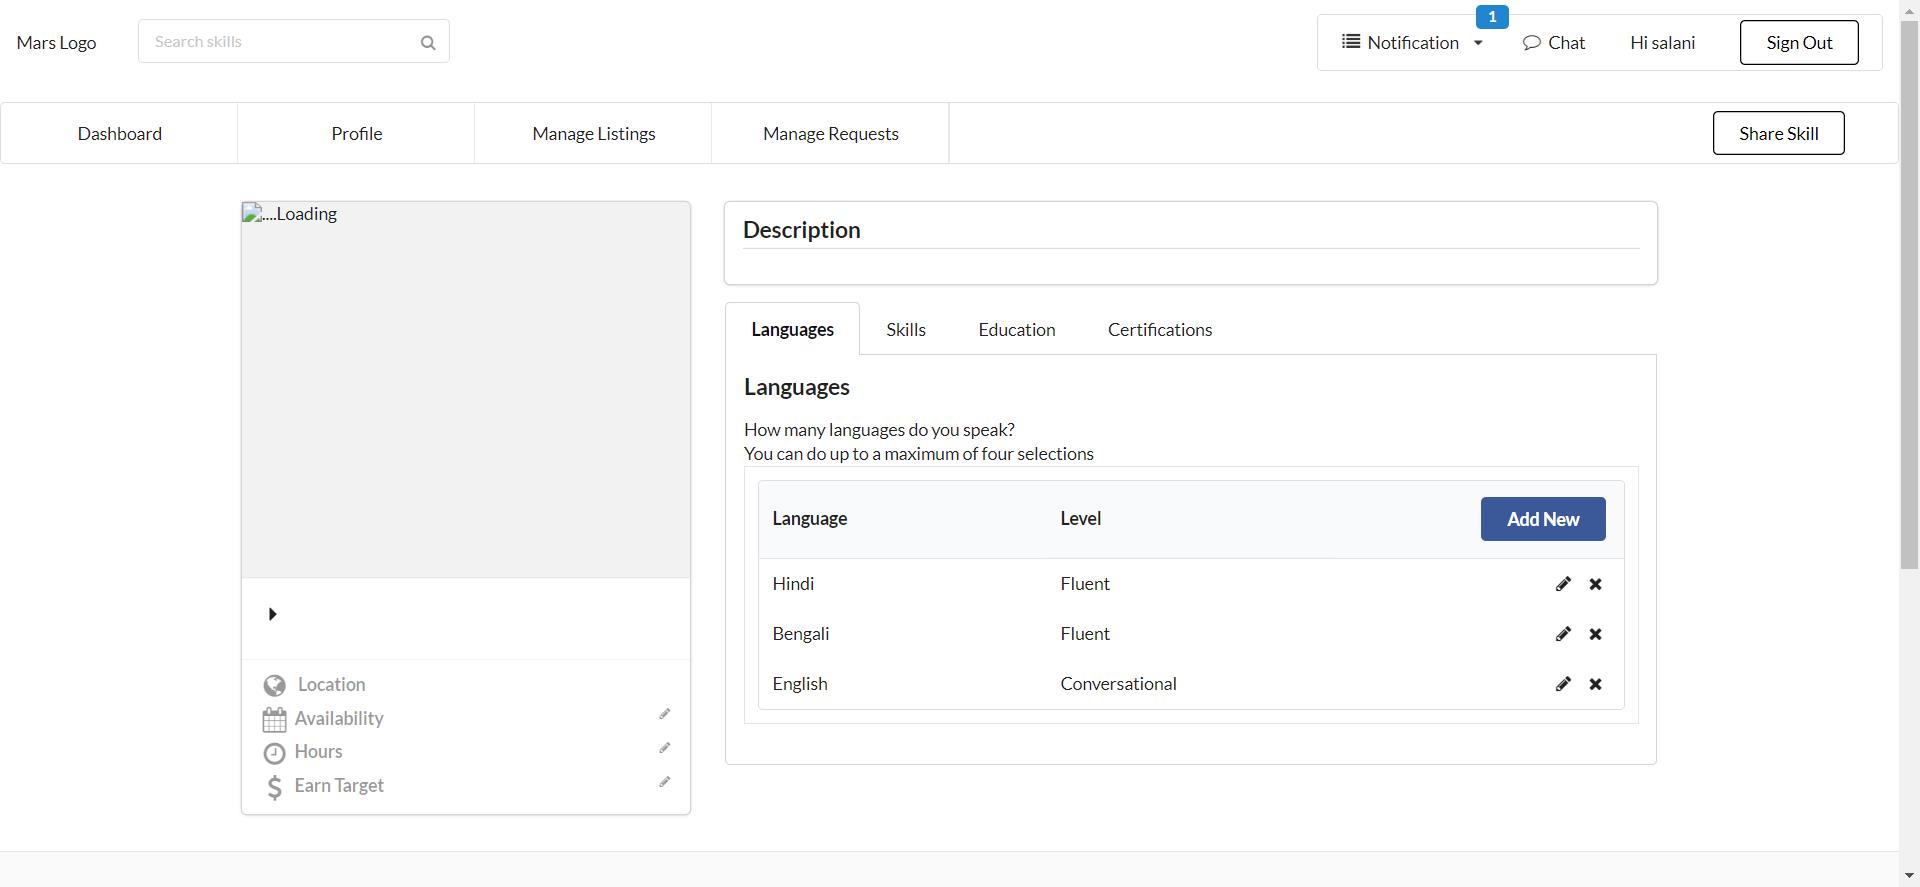 Mars Logo
Search skills
1
Notification
Chat
Hi salani
Sign Out
Dashboard
Profile
Manage Listings
Manage Requests
Share Skill
....Loading
Location
Availability
Hours
Earn Target
Description
Languages
Skills
Education
Certifications
Languages
How many languages do you speak?
You can do up to a maximum of four selections
Language
Level
Add New
Hindi
Fluent
Bengali
Fluent
English
Conversational